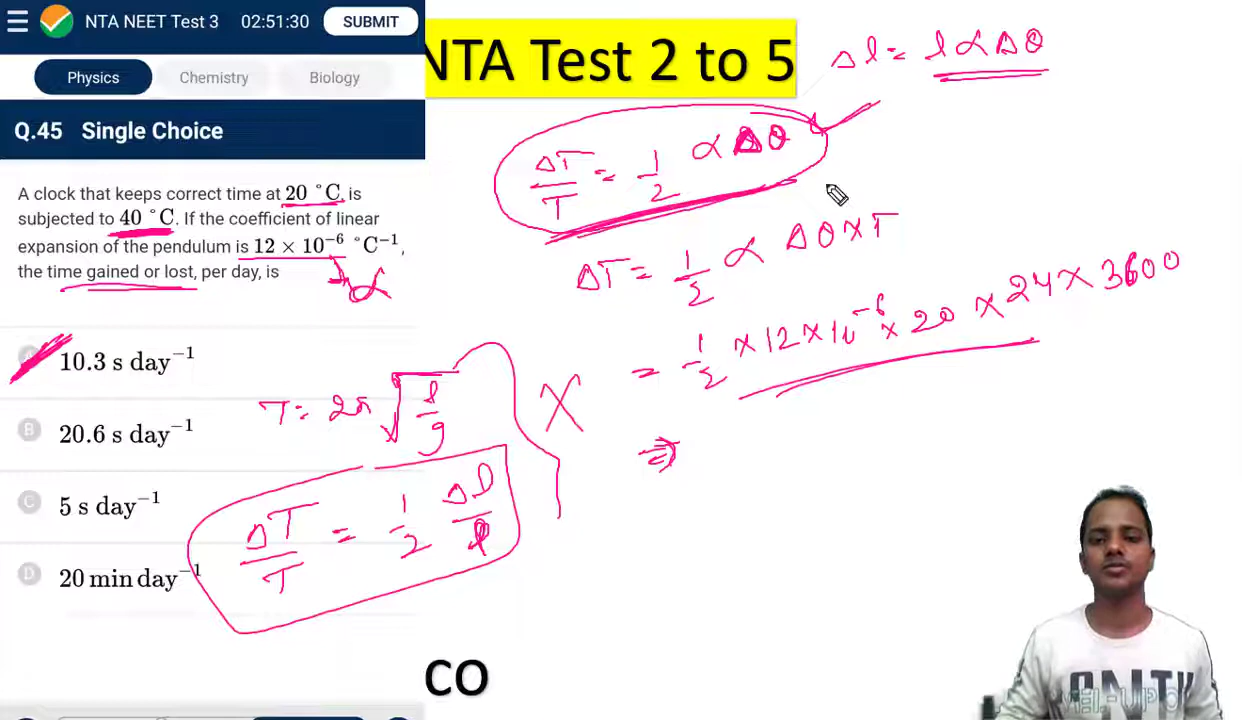 NTA NEET Test 3 02:51:30 SUBMIT
Physics Chemistry Biology
Q.45 Single Choice
A clock that keeps correct time at 20 °C, is
subjected to 40 °C. If the coefficient of linear
expansion of the pendulum is 12 × 10⁻⁶ °C⁻¹,
the time gained or lost, per day, is
→ α
10.3 s day⁻¹
B 20.6 s day⁻¹
C 5 s day⁻¹
D 20 min day⁻¹
T = 2π √(l/g)
ΔT/T = 1/2 Δl/l
X
NTA Test 2 to 5
Δl = lαΔθ
ΔT/T = 1/2 αΔθ
ΔT = 1/2 α Δθ × T
= 1/2 × 12 × 10⁻⁶ × 20 × 24 × 3600
⇒
co